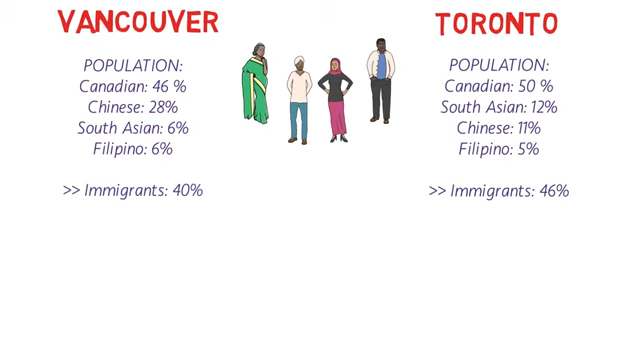 VANCOUVER
POPULATION:
Canadian: 46 %
Chinese: 28%
South Asian: 6%
Filipino: 6%
>> Immigrants: 40%
TORONTO
POPULATION:
Canadian: 50 %
South Asian: 12%
Chinese: 11%
Filipino: 5%
>> Immigrants: 46%